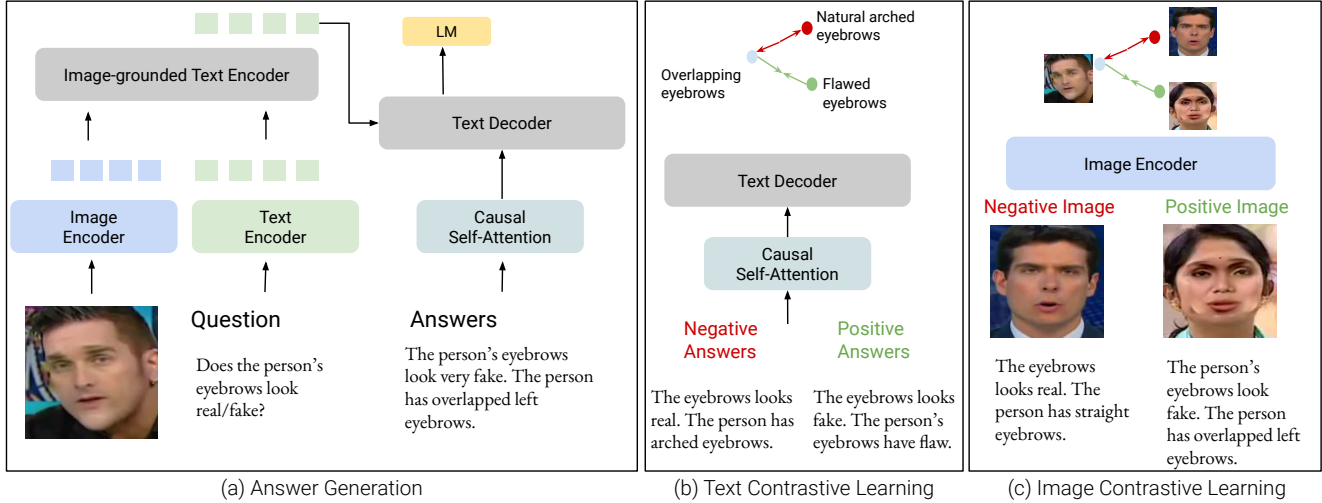 LM
Image-grounded Text Encoder
Text Decoder
Image
Encoder
Text
Encoder
Causal
Self-Attention
Question
Does the person's
eyebrows look
real/fake?
Answers
The person's eyebrows
look very fake. The person
has overlapped left
eyebrows.
(a) Answer Generation
Natural arched
eyebrows
Overlapping
eyebrows
Flawed
eyebrows
Text Decoder
Causal
Self-Attention
Negative
Answers
Positive
Answers
The eyebrows looks
real. The person has
arched eyebrows.
The eyebrows looks
fake. The person's
eyebrows have flaw.
(b) Text Contrastive Learning
Image Encoder
Negative Image
Positive Image
The eyebrows
looks real. The
person has straight
eyebrows.
The person's
eyebrows look
fake. The person
has overlapped left
eyebrows.
(c) Image Contrastive Learning